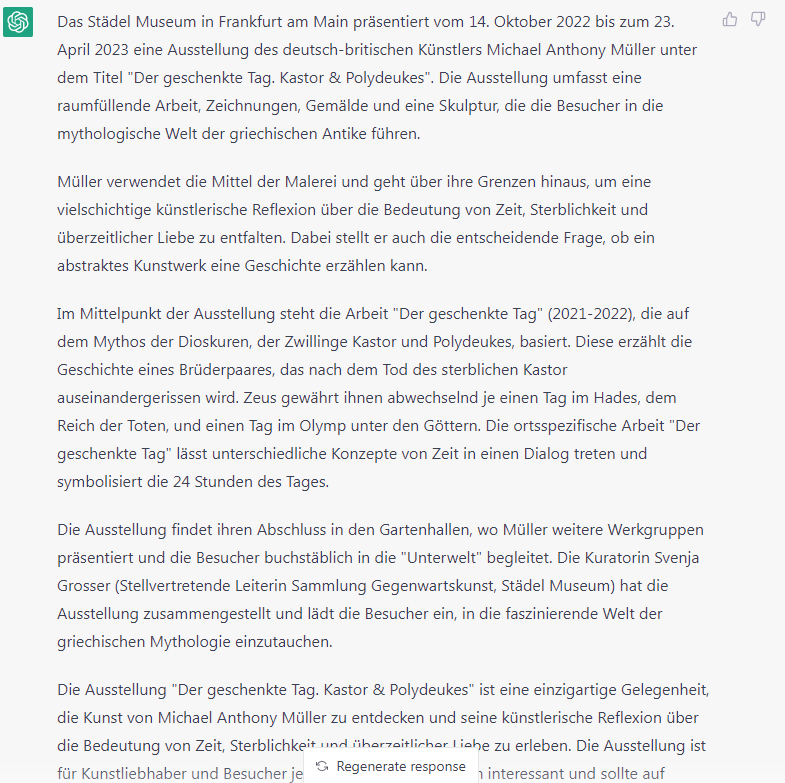 Das Städel Museum in Frankfurt am Main präsentiert vom 14. Oktober 2022 bis zum 23.
April 2023 eine Ausstellung des deutsch-britischen Künstlers Michael Anthony Müller unter
dem Titel "Der geschenkte Tag. Kastor & Polydeukes". Die Ausstellung umfasst eine
raumfüllende Arbeit, Zeichnungen, Gemälde und eine Skulptur, die die Besucher in die
mythologische Welt der griechischen Antike führen.
Müller verwendet die Mittel der Malerei und geht über ihre Grenzen hinaus, um eine
vielschichtige künstlerische Reflexion über die Bedeutung von Zeit, Sterblichkeit und
überzeitlicher Liebe zu entfalten. Dabei stellt er auch die entscheidende Frage, ob ein
abstraktes Kunstwerk eine Geschichte erzählen kann.
Im Mittelpunkt der Ausstellung steht die Arbeit "Der geschenkte Tag" (2021-2022), die auf
dem Mythos der Dioskuren, der Zwillinge Kastor und Polydeukes, basiert. Diese erzählt die
Geschichte eines Brüderpaares, das nach dem Tod des sterblichen Kastor
auseinandergerissen wird. Zeus gewährt ihnen abwechselnd je einen Tag im Hades, dem
Reich der Toten, und einen Tag im Olymp unter den Göttern. Die ortsspezifische Arbeit "Der
geschenkte Tag" lässt unterschiedliche Konzepte von Zeit in einen Dialog treten und
symbolisiert die 24 Stunden des Tages.
Die Ausstellung findet ihren Abschluss in den Gartenhallen, wo Müller weitere Werkgruppen
präsentiert und die Besucher buchstäblich in die "Unterwelt" begleitet. Die Kuratorin Svenja
Grosser (Stellvertretende Leiterin Sammlung Gegenwartskunst, Städel Museum) hat die
Ausstellung zusammengestellt und lädt die Besucher ein, in die faszinierende Welt der
griechischen Mythologie einzutauchen.
Die Ausstellung "Der geschenkte Tag. Kastor & Polydeukes" ist eine einzigartige Gelegenheit,
die Kunst von Michael Anthony Müller zu entdecken und seine künstlerische Reflexion über
die Bedeutung von Zeit, Sterblichkeit und überzeitlicher Liebe zu erleben. Die Ausstellung ist
für Kunstliebhaber und Besucher interessant und sollte auf
Regenerate response